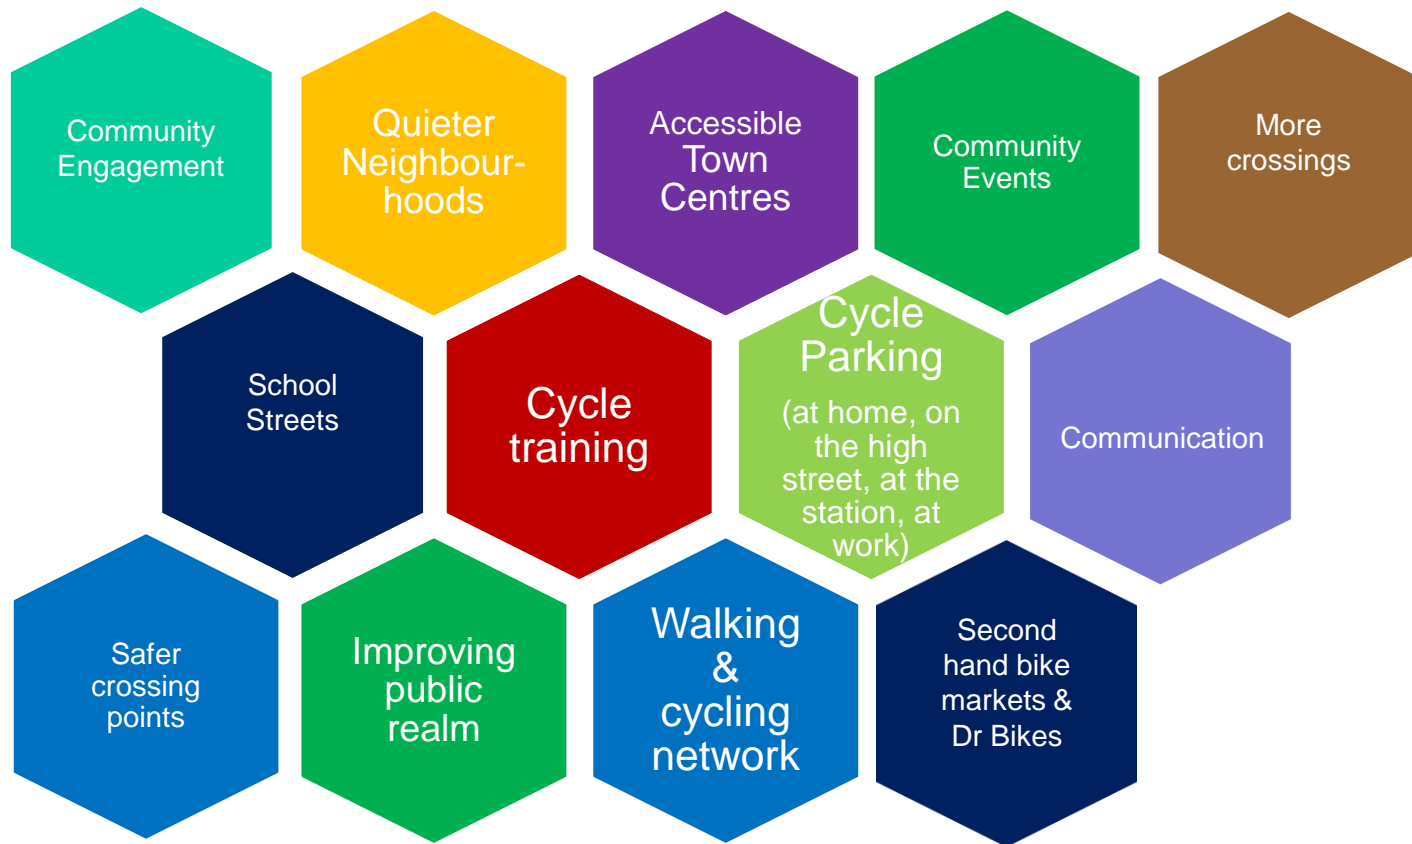 Community
Engagement
Quieter
Neighbour-
hoods
Accessible
Town
Centres
Community
Events
More
crossings
School
Streets
Cycle
training
Cycle
Parking
(at home, on
the high
street, at the
station, at
work)
Communication
Safer
crossing
points
Improving
public
realm
Walking
&
cycling
network
Second
hand bike
markets &
Dr Bikes